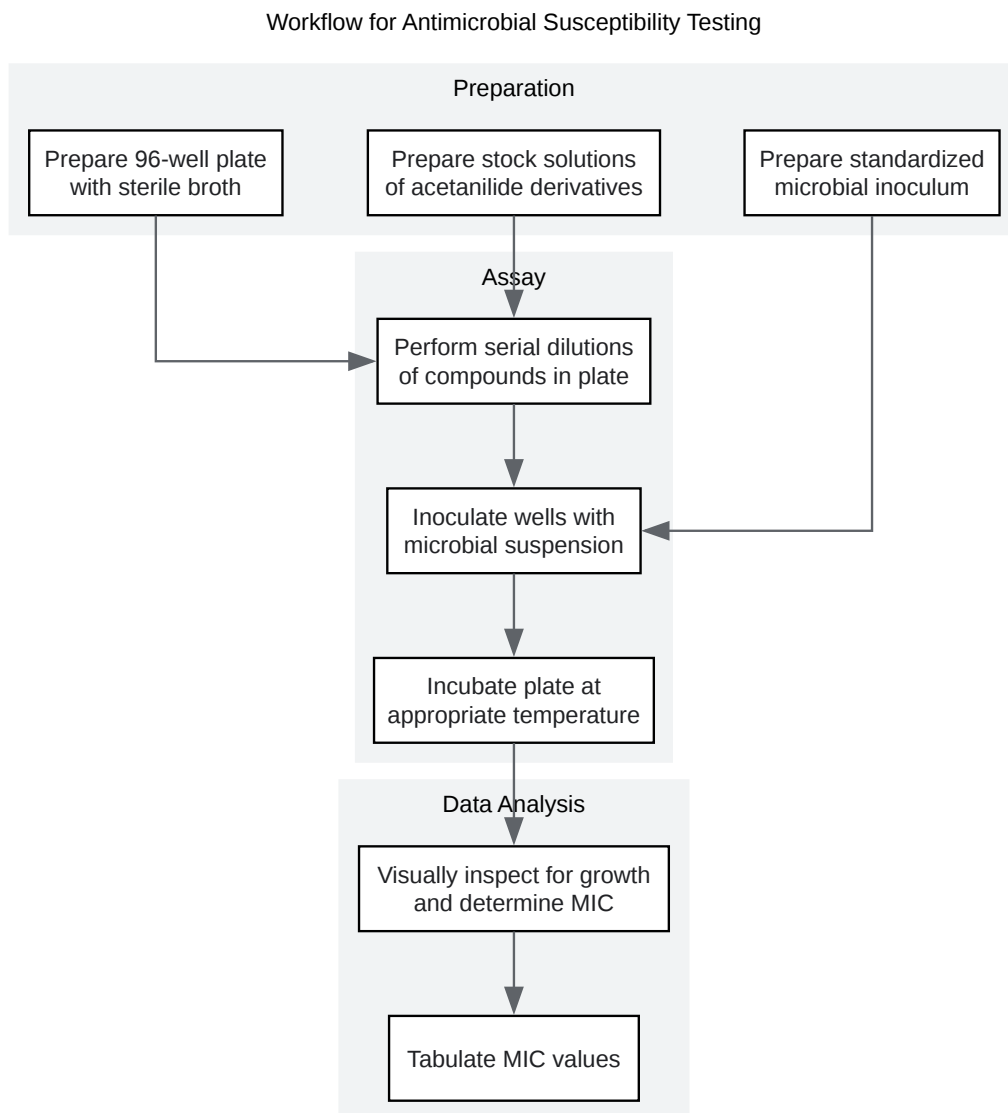 Workflow for Antimicrobial Susceptibility Testing
Preparation
Prepare 96-well plate
with sterile broth
Prepare stock solutions
of acetanilide derivatives
Prepare standardized
microbial inoculum
Assay
Perform serial dilutions
of compounds in plate
Inoculate wells with
microbial suspension
Incubate plate at
appropriate temperature
Data Analysis
Visually inspect for growth
and determine MIC
Tabulate MIC values